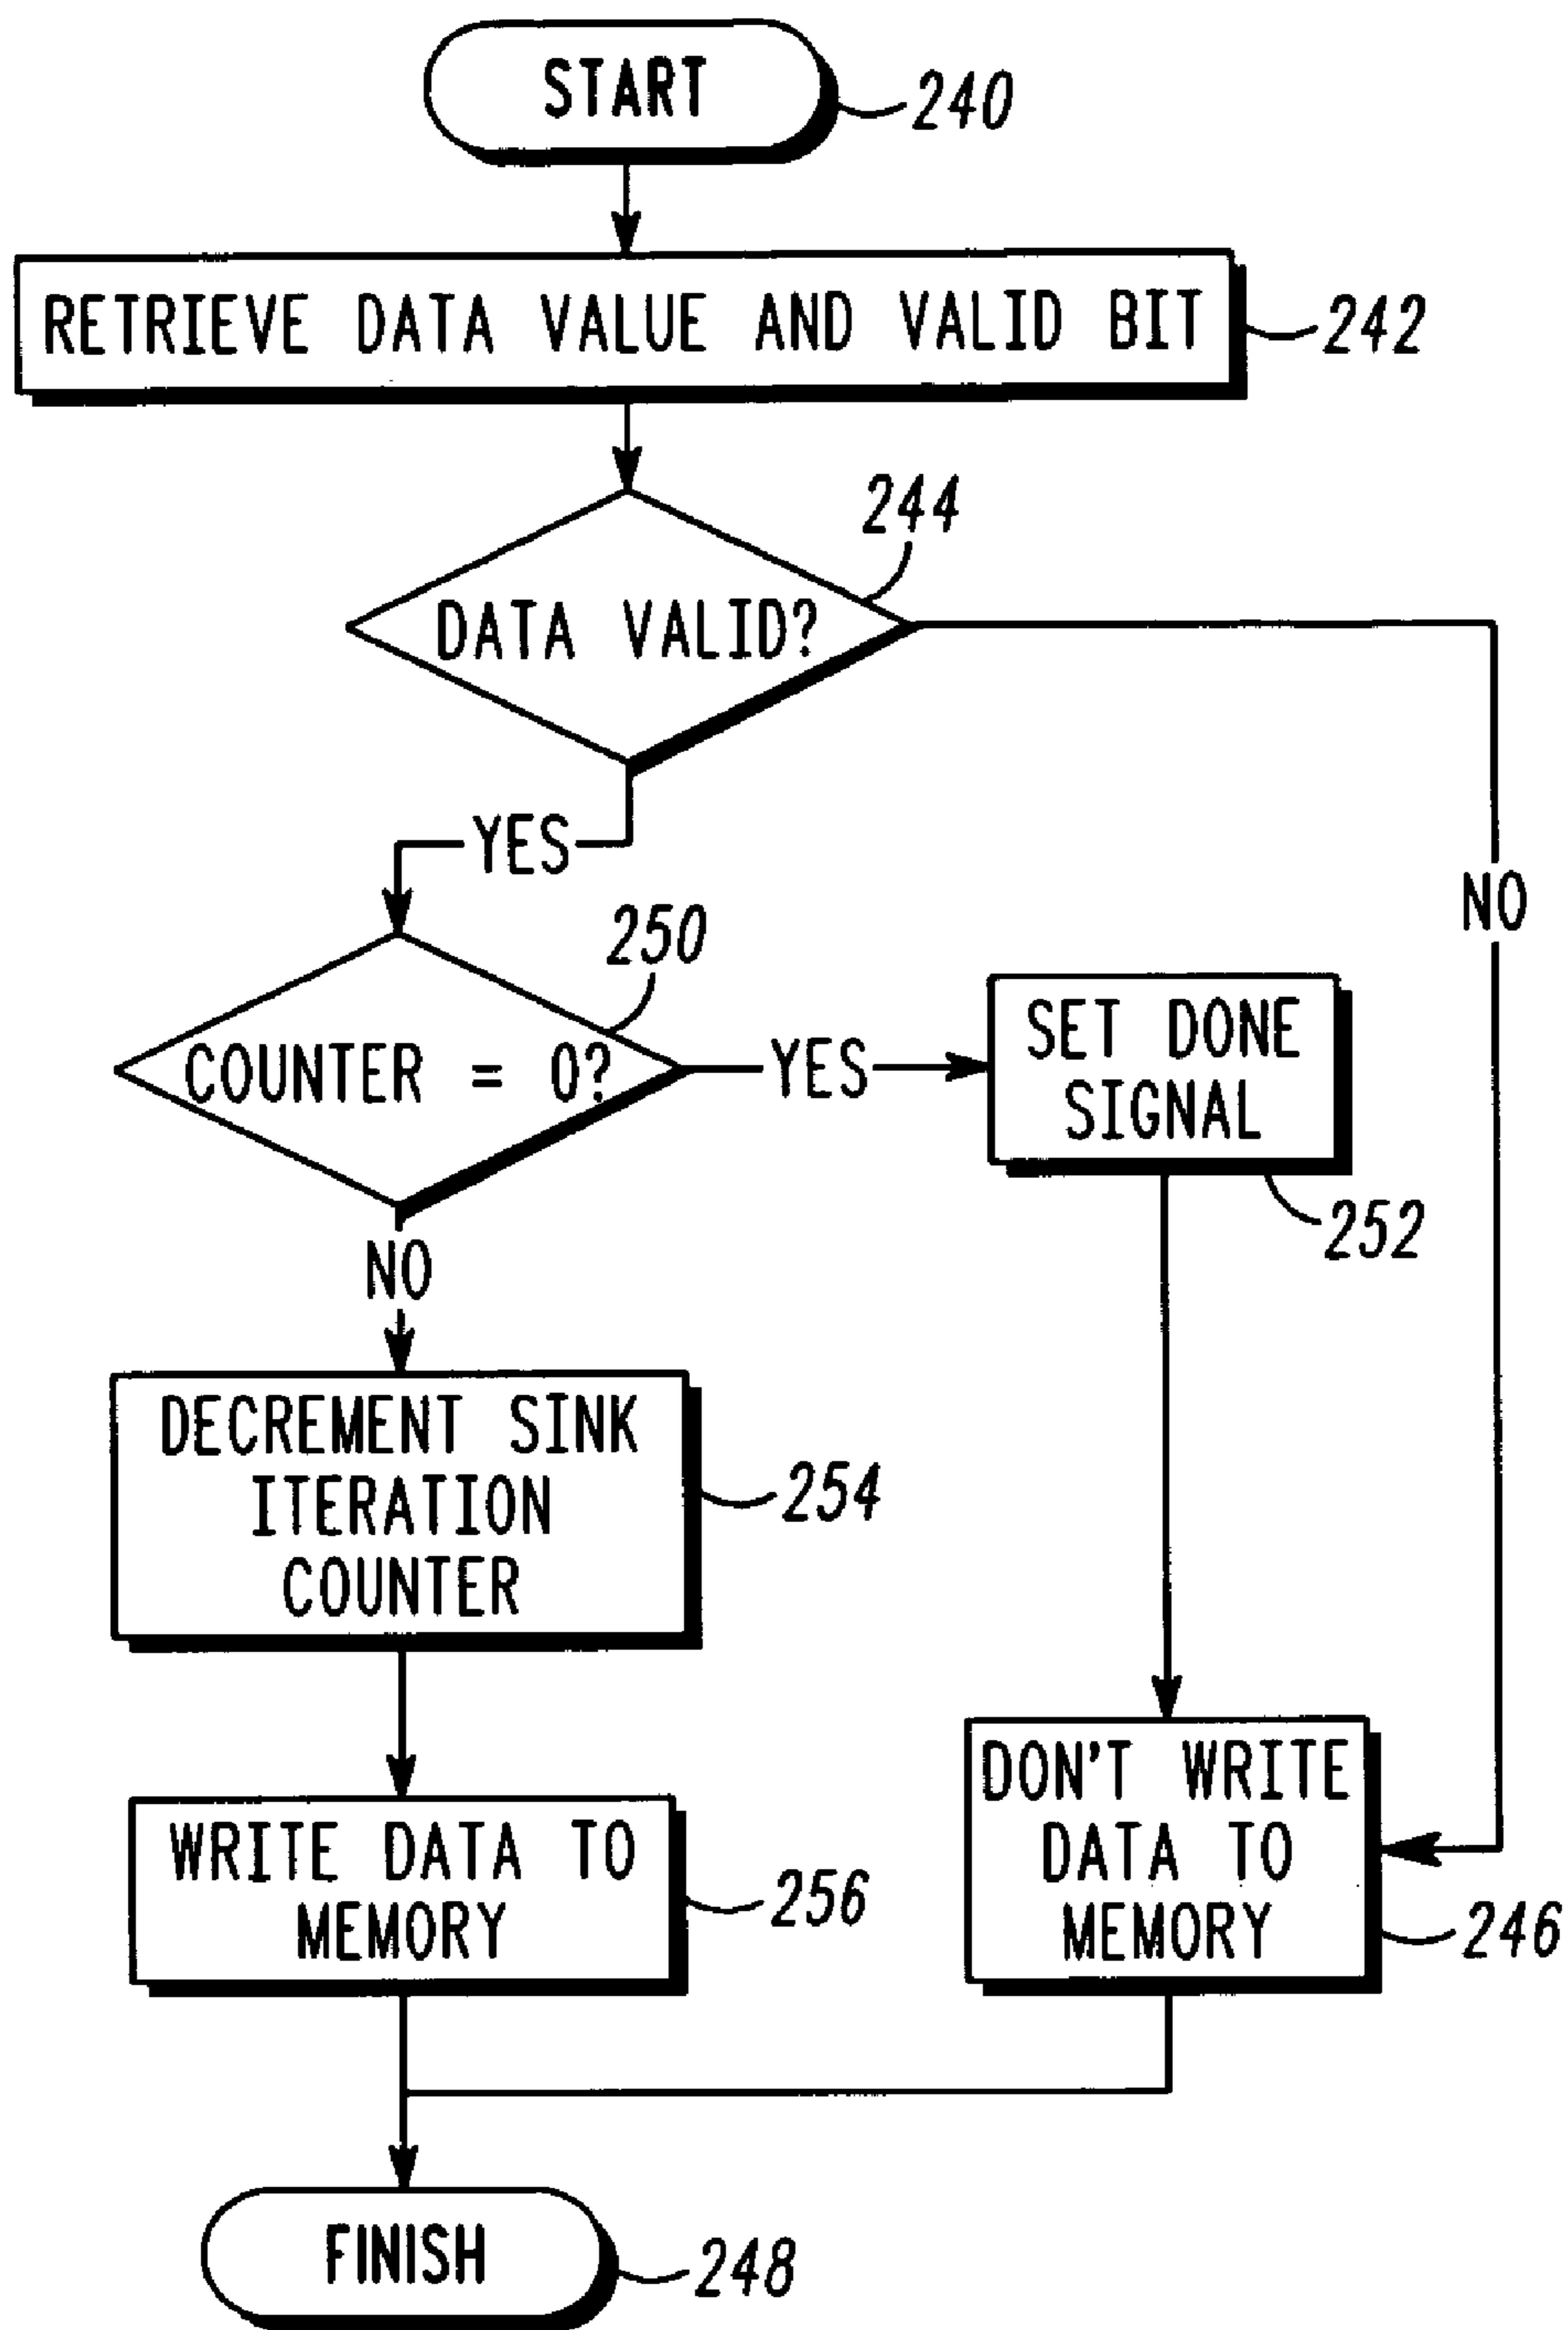 START
240
RETRIEVE DATA VALUE AND VALID BIT
242
244
DATA VALID?
YES
NO
250
COUNTER = 0?
YES
SET DONE
SIGNAL
252
NO
DECREMENT SINK
ITERATION
COUNTER
254
WRITE DATA TO
MEMORY
256
DON'T WRITE
DATA TO
MEMORY
246
FINISH
248